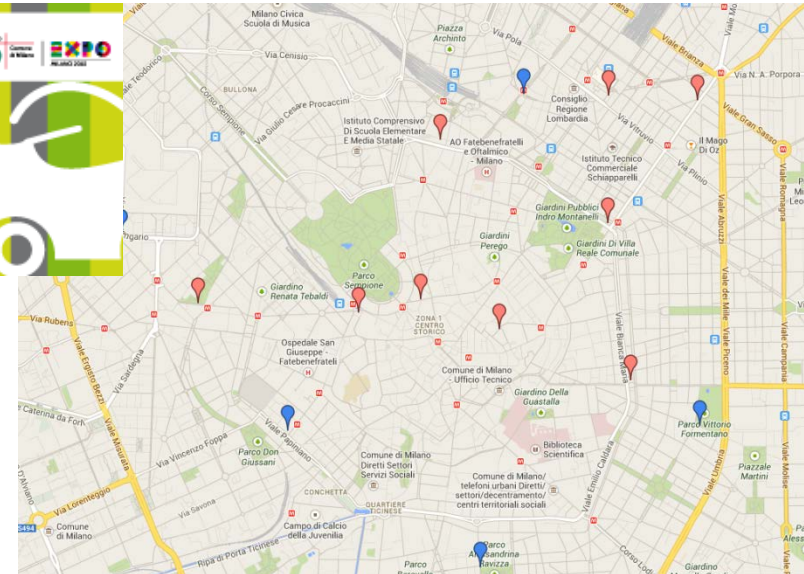 Comune
di Milano
EXPO
MILANO 2015
Milano Civica
Scuola di Musica
Piazza
Archinto
Via Pola
Viale Brianza
Via Cenisio
Via N. A. Porpora
BULLONA
Corso Sempione
Via Giulio Cesare Procaccini
Consiglio
Regione
Lombardia
Viale Gran Sasso
Istituto Comprensivo
Di Scuola Elementare
E Media Statale
AO Fatebenefratelli
e Oftalmico
- Milano
Via Vitruvio
Il Mago
Di Oz
Istituto Tecnico
Commerciale
Schiapparelli
Via Plinio
Viale Romagna
Viale Abruzzi
Giardini Pubblici
Indro Montanelli
Giardini
Perego
Giardini Di Villa
Reale Comunale
Parco
Sempione
Giardino
Renata Tebaldi
ZONA 1
CENTRO
STORICO
Viale dei Mille
Viale Piceno
Viale Campania
Via Rubens
Viale Ergisto Bezzi
Via Sardegna
Ospedale San
Giuseppe -
Fatebenefrateli
Viale Bianca Maria
Comune di Milano
- Ufficio Tecnico
Giardino Della
Guastalla
Parco Vittorio
Formentano
Caterina da Forlì
Viale Misurata
Via Vincenzo Foppa
Viale Papiniano
Parco Don
Giussani
Biblioteca
Scientifica
Comune di Milano
Diretti Settori
Servizi Sociali
Comune di Milano/
telefoni urbani Diretti/
settori/decentramento/
centri territoriali sociali
Viale Emilio Caldara
Viale Umbria
Piazzale
Martini
Viale Molise
D'Alviano
Via Lorenteggio
Via Savona
CONCHETTA
QUARTIERE
TICINESE
SS494
Comune
di Milano
Campo di Calcio
della Juvenilia
Ripa di Porta Ticinese
Parco
Alessandrina
Ravizza
Parco
Corso Lodi
Giardino